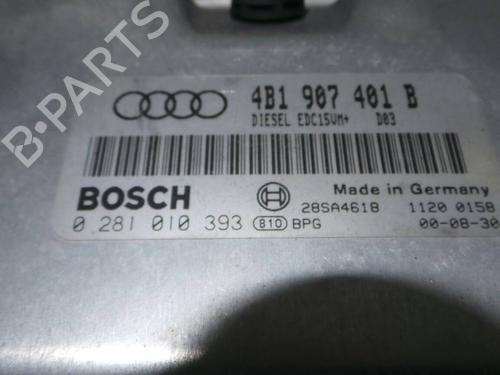 4B1 907 401 B
DIESEL EDC15VM+ D03
BOSCH
Made in Germany
28SA4618 1120 0158
0 281 010 393 B10 BPG 00-08-30
B-PARTS